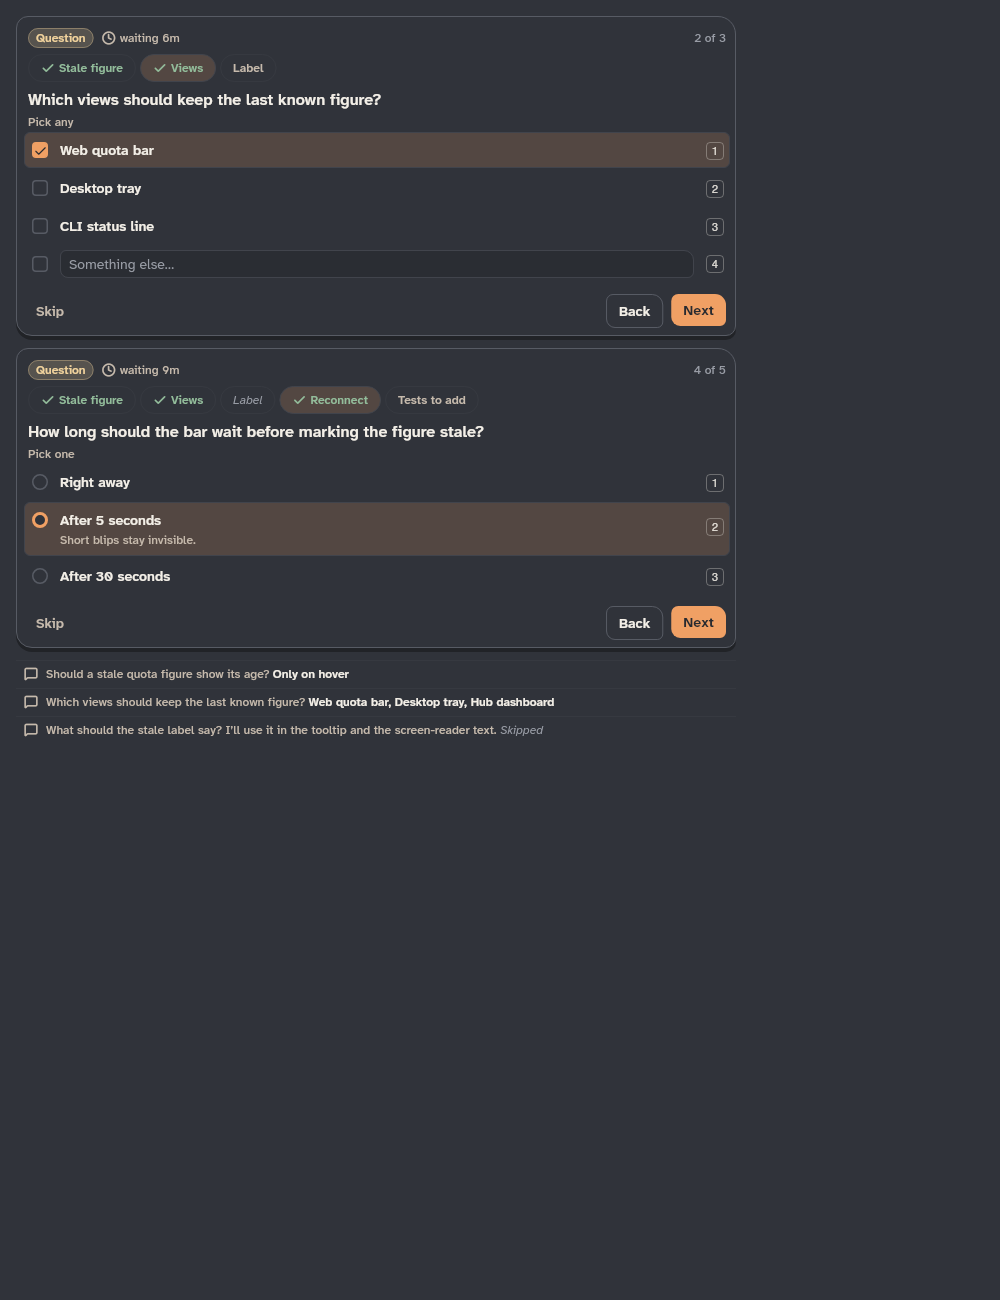 Question waiting 6m 2 of 3
Stale figure Views Label
Which views should keep the last known figure?
Pick any
Web quota bar 1
Desktop tray 2
CLI status line 3
Something else... 4
Skip Back Next
Question waiting 9m 4 of 5
Stale figure Views Label Reconnect Tests to add
How long should the bar wait before marking the figure stale?
Pick one
Right away 1
After 5 seconds 2
Short blips stay invisible.
After 30 seconds 3
Skip Back Next
Should a stale quota figure show its age? Only on hover
Which views should keep the last known figure? Web quota bar, Desktop tray, Hub dashboard
What should the stale label say? I'll use it in the tooltip and the screen-reader text. Skipped